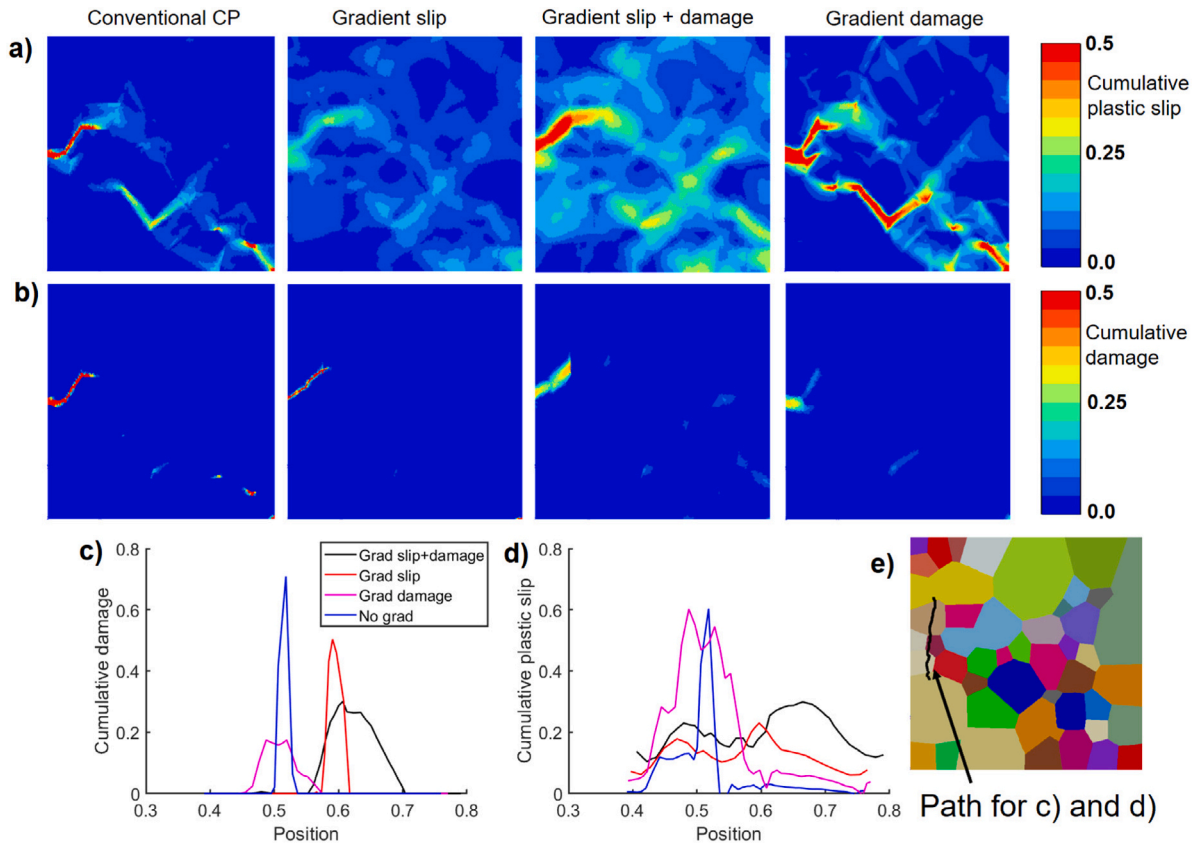 Conventional CP
Gradient slip
Gradient slip + damage
Gradient damage
a)
0.5
Cumulative
plastic slip
0.25
0.0
b)
0.5
Cumulative
damage
0.25
0.0
c)
0.8
0.6
0.4
0.2
0
0.3
0.4
0.5
0.6
0.7
0.8
Cumulative damage
Position
Grad slip+damage
Grad slip
Grad damage
No grad
d)
0.8
0.6
0.4
0.2
0
0.3
0.4
0.5
0.6
0.7
0.8
Cumulative plastic slip
Position
e)
Path for c) and d)